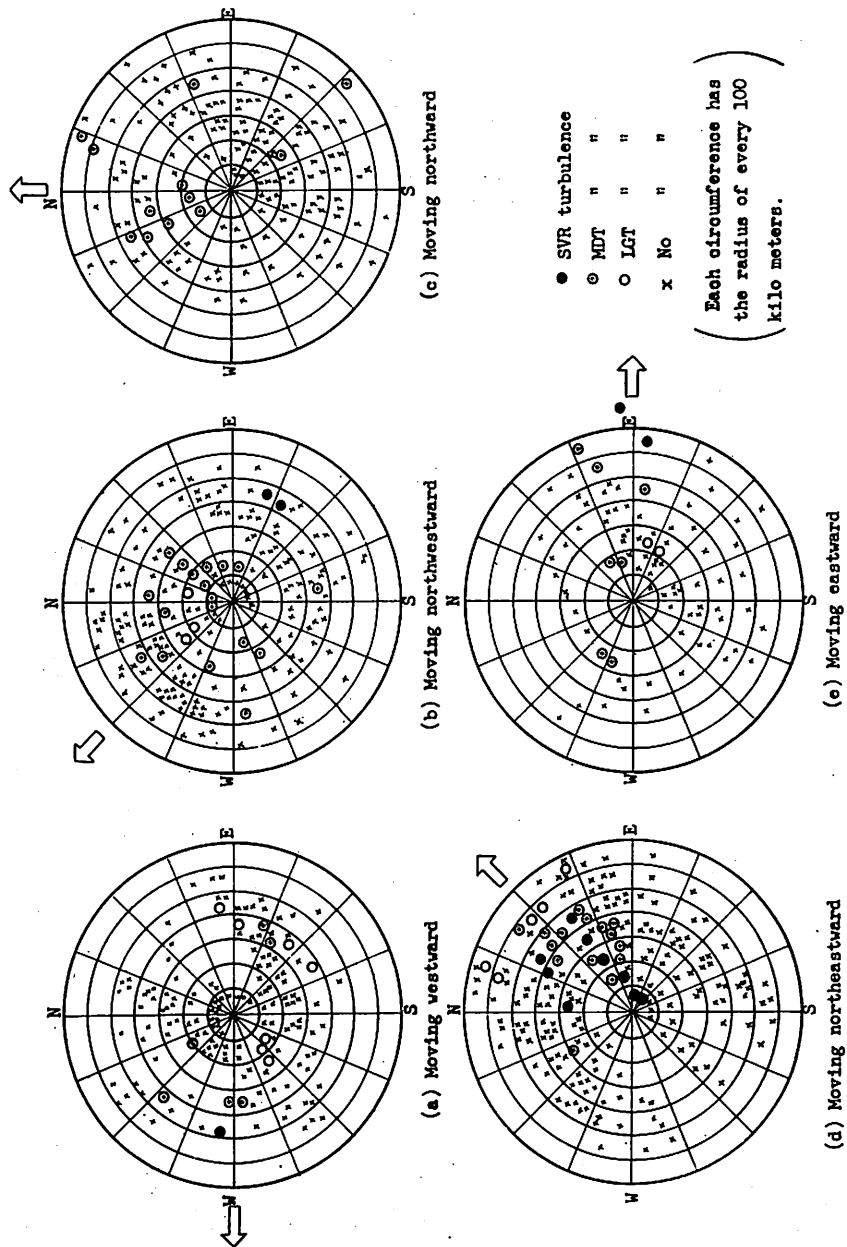 N
W
E
S
(a) Moving westward
N
W
E
S
(b) Moving northwestward
N
W
E
S
(c) Moving northward
N
W
E
S
(d) Moving northeastward
N
W
E
S
(e) Moving eastward
● SVR turbulence
⊙ MDT " "
○ LGT " "
x No " "
(Each circumference has
the radius of every 100
kilo meters.)